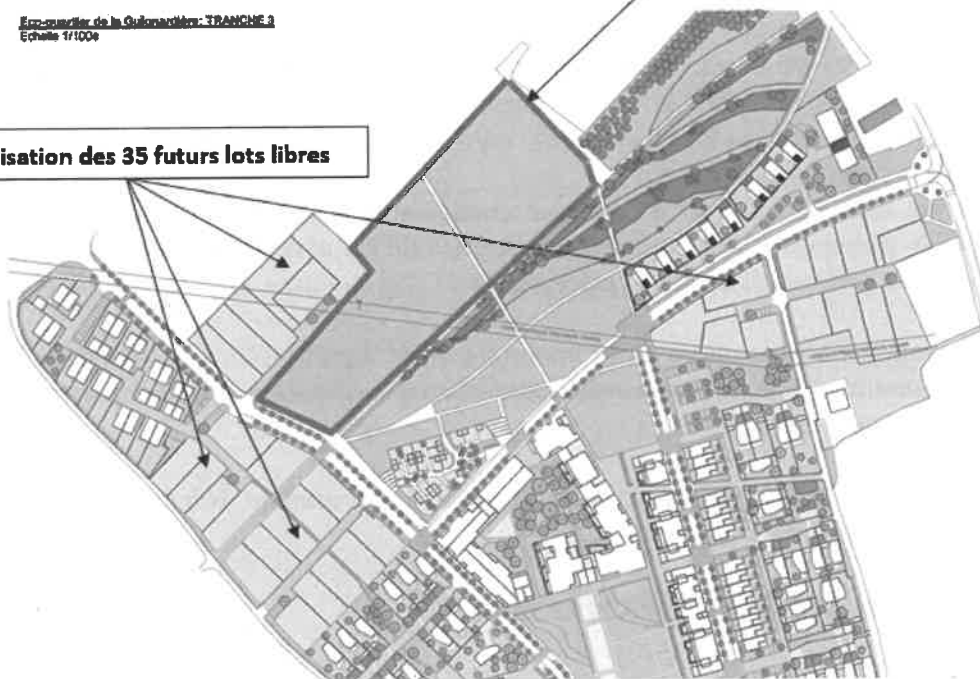 Eco-quartier de la Guignardière: TRANCHE 3
Echelle 1/100e
isation des 35 futurs lots libres